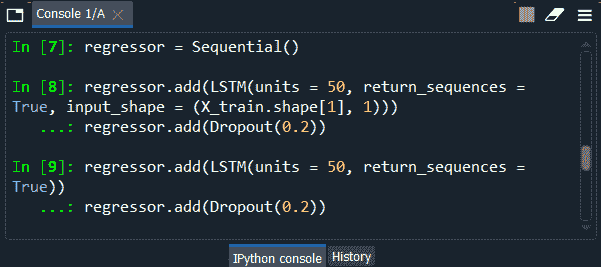 Console 1/A
In [7]: regressor = Sequential()
In [8]: regressor.add(LSTM(units = 50, return_sequences =
True, input_shape = (X_train.shape[1], 1)))
...: regressor.add(Dropout(0.2))
In [9]: regressor.add(LSTM(units = 50, return_sequences =
True))
...: regressor.add(Dropout(0.2))
IPython console History